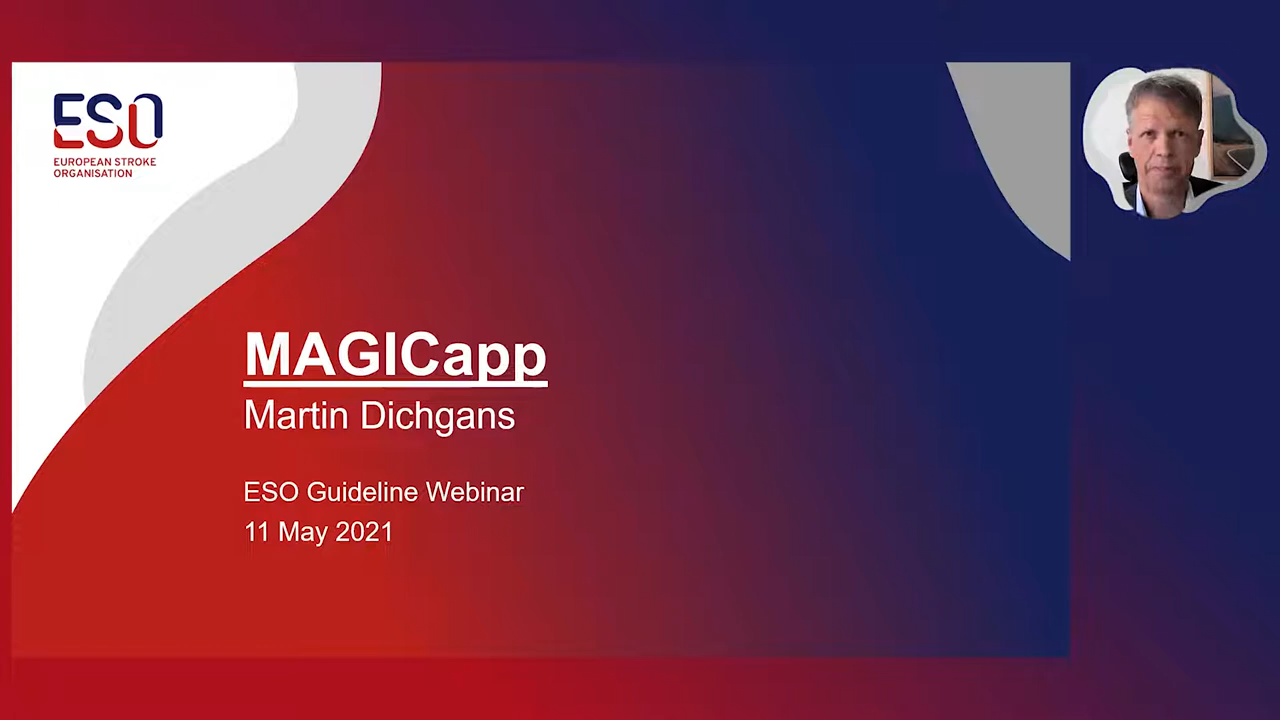 ESO
EUROPEAN STROKE
ORGANISATION
MAGICapp
Martin Dichgans
ESO Guideline Webinar
11 May 2021